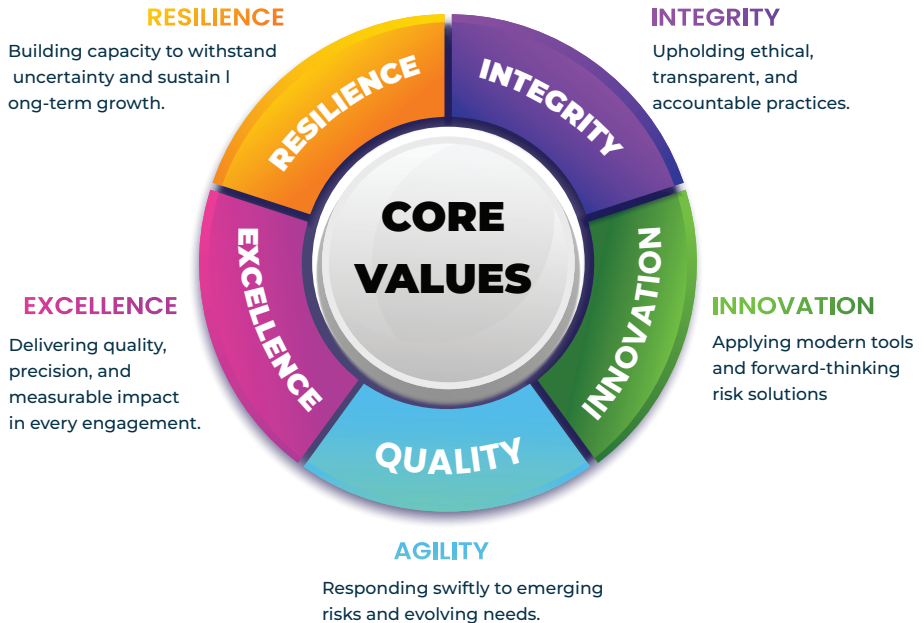 RESILIENCE
Building capacity to withstand
uncertainty and sustain l
ong-term growth.
INTEGRITY
Upholding ethical,
transparent, and
accountable practices.
RESILIENCE
INTEGRITY
CORE
VALUES
EXCELLENCE
INNOVATION
QUALITY
EXCELLENCE
Delivering quality,
precision, and
measurable impact
in every engagement.
INNOVATION
Applying modern tools
and forward-thinking
risk solutions
AGILITY
Responding swiftly to emerging
risks and evolving needs.